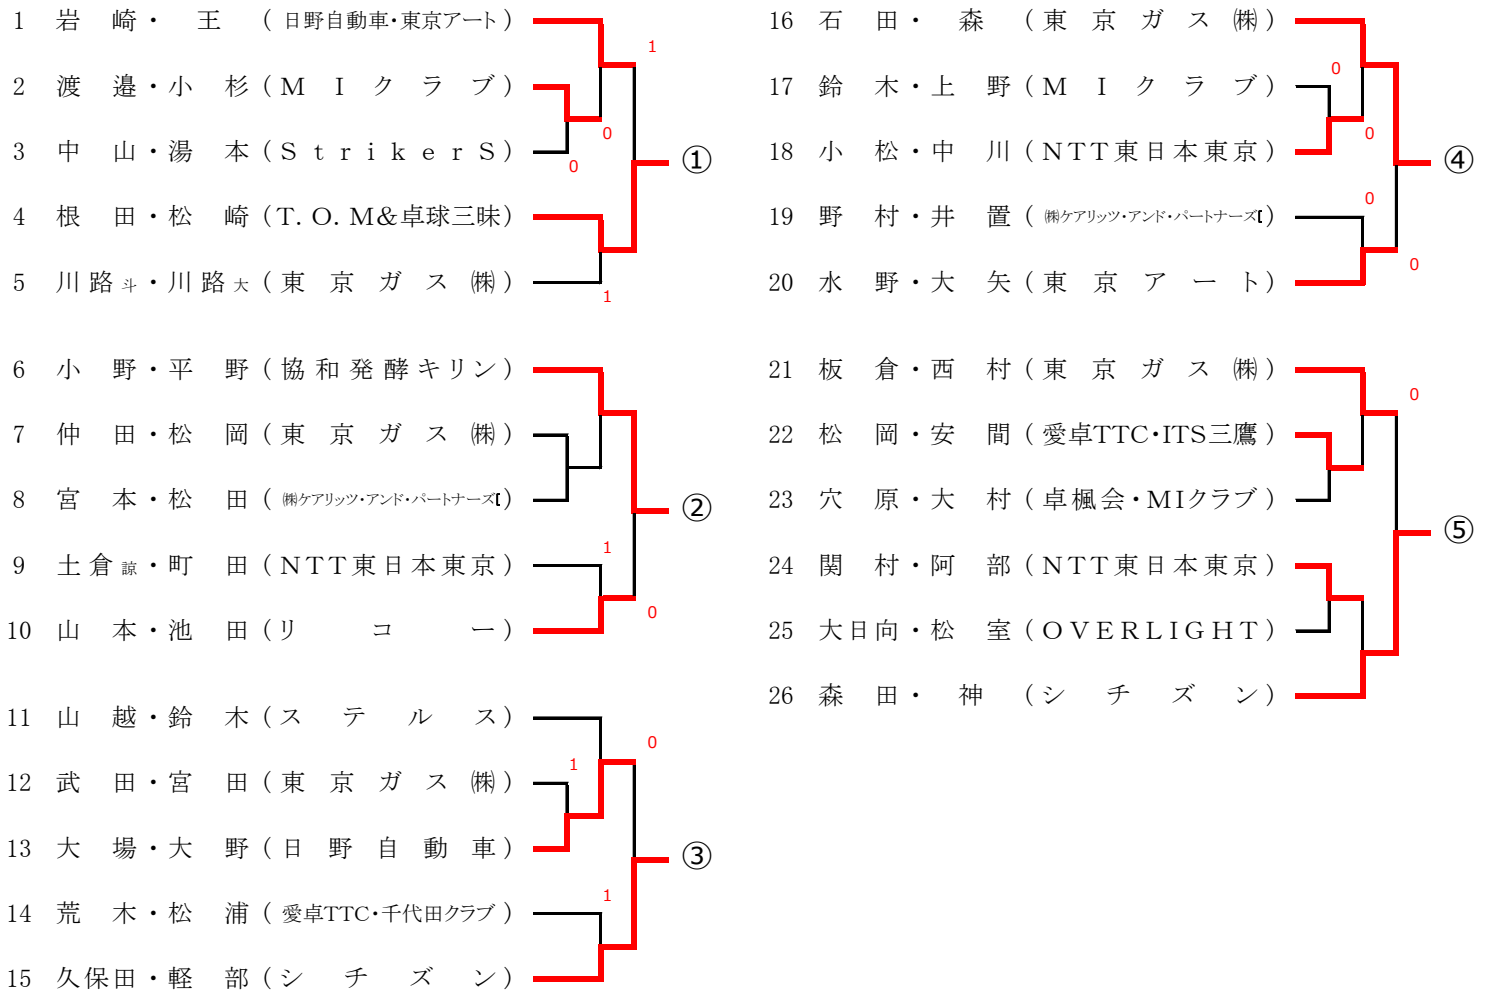 1 岩崎・王(日野自動車・東京アート)
1
2 渡邉・小杉(MIクラブ)
0
3 中山・湯本(StrikerS)
0
①
4 根田・松崎(T.O.M&卓球三昧)
5 川路斗・川路大(東京ガス㈱)
1
6 小野・平野(協和発酵キリン)
7 仲田・松岡(東京ガス㈱)
8 宮本・松田(㈱ケアリッツ・アンド・パートナーズ[)
②
9 土倉諒・町田(NTT東日本東京)
1
10 山本・池田(リコー)
0
11 山越・鈴木(ステルス)
0
12 武田・宮田(東京ガス㈱)
1
13 大場・大野(日野自動車)
③
14 荒木・松浦(愛卓TTC・千代田クラブ)
1
15 久保田・軽部(シチズン)
16 石田・森(東京ガス㈱)
0
17 鈴木・上野(MIクラブ)
0
18 小松・中川(NTT東日本東京)
④
19 野村・井置(㈱ケアリッツ・アンド・パートナーズ[)
0
20 水野・大矢(東京アート)
0
21 板倉・西村(東京ガス㈱)
0
22 松岡・安間(愛卓TTC・ITS三鷹)
23 穴原・大村(卓楓会・MIクラブ)
⑤
24 関村・阿部(NTT東日本東京)
25 大日向・松室(OVERLIGHT)
26 森田・神(シチズン)